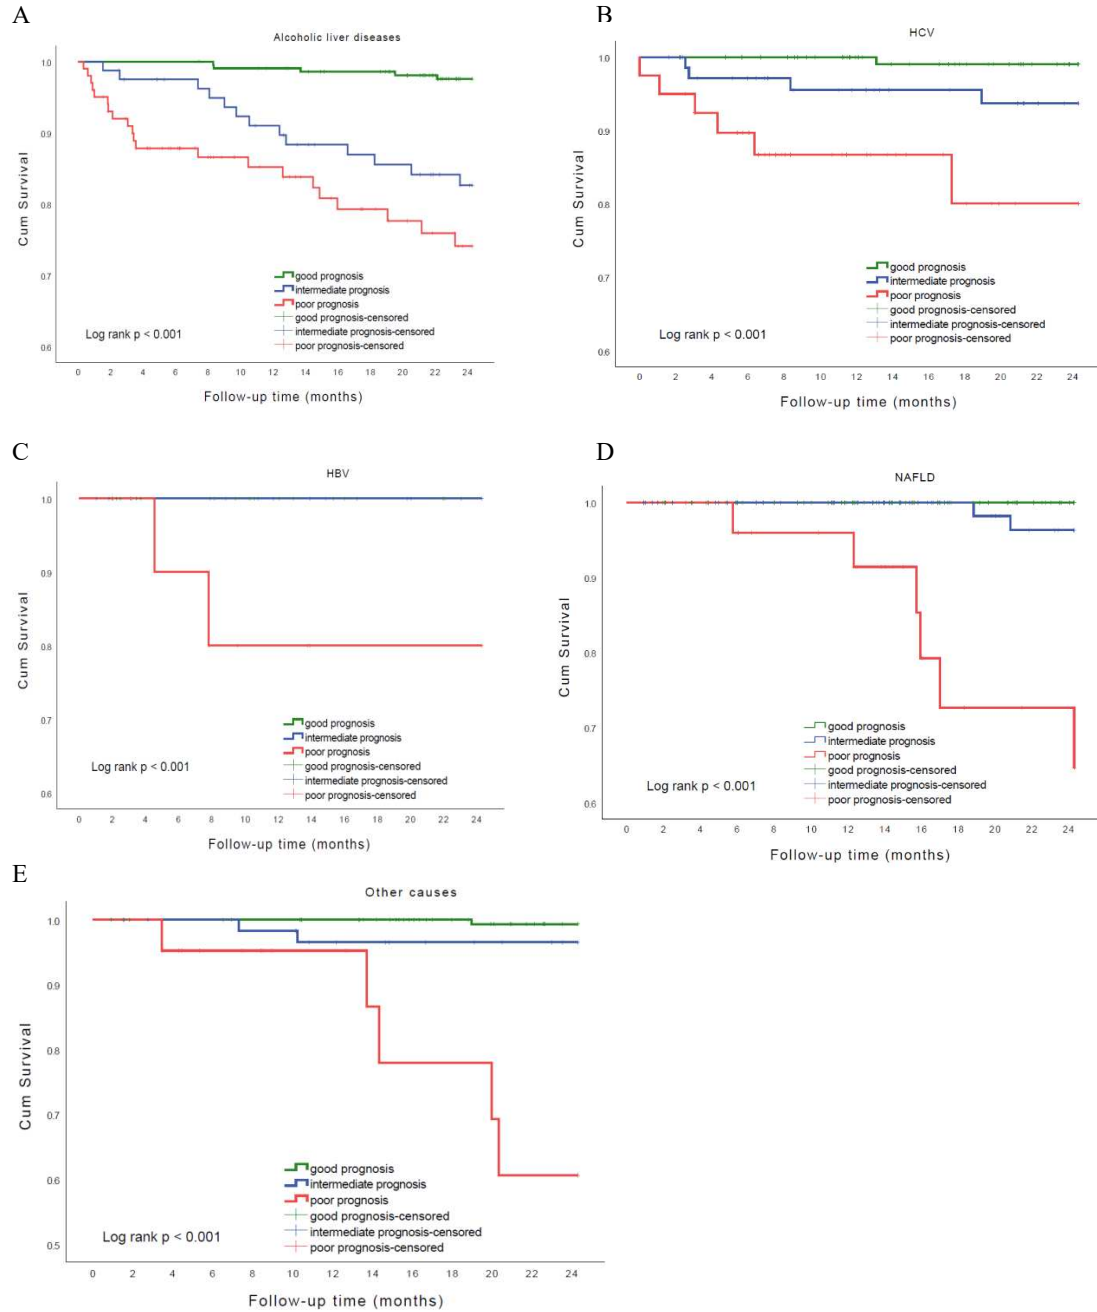 A
Alcoholic liver diseases
1.0
0.9
0.8
0.7
0.6
Cum Survival
good prognosis
intermediate prognosis
poor prognosis
good prognosis-censored
intermediate prognosis-censored
poor prognosis-censored
Log rank p < 0.001
0 2 4 6 8 10 12 14 16 18 20 22 24
Follow-up time (months)
B
HCV
1.0
0.9
0.8
0.7
0.6
Cum Survival
good prognosis
intermediate prognosis
poor prognosis
good prognosis-censored
intermediate prognosis-censored
poor prognosis-censored
Log rank p < 0.001
0 2 4 6 8 10 12 14 16 18 20 22 24
Follow-up time (months)
C
HBV
1.0
0.9
0.8
0.7
0.6
Cum Survival
good prognosis
intermediate prognosis
poor prognosis
good prognosis-censored
intermediate prognosis-censored
poor prognosis-censored
Log rank p < 0.001
0 2 4 6 8 10 12 14 16 18 20 22 24
Follow-up time (months)
D
NAFLD
1.0
0.9
0.8
0.7
0.6
Cum Survival
good prognosis
intermediate prognosis
poor prognosis
good prognosis-censored
intermediate prognosis-censored
poor prognosis-censored
Log rank p < 0.001
0 2 4 6 8 10 12 14 16 18 20 22 24
Follow-up time (months)
E
Other causes
1.0
0.9
0.8
0.7
0.6
0.5
Cum Survival
good prognosis
intermediate prognosis
poor prognosis
good prognosis-censored
intermediate prognosis-censored
poor prognosis-censored
Log rank p < 0.001
0 2 4 6 8 10 12 14 16 18 20 22 24
Follow-up time (months)